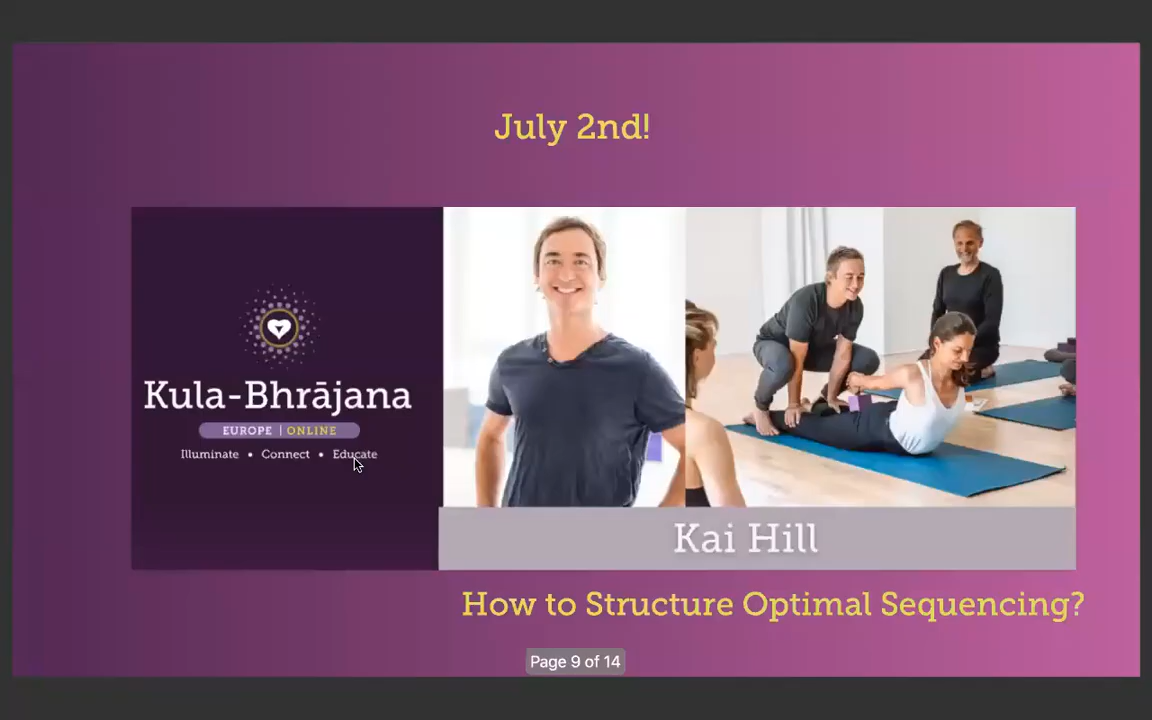 July 2nd!
Kula-Bhrājana
EUROPE | ONLINE
Illuminate • Connect • Educate
Kai Hill
How to Structure Optimal Sequencing?
Page 9 of 14